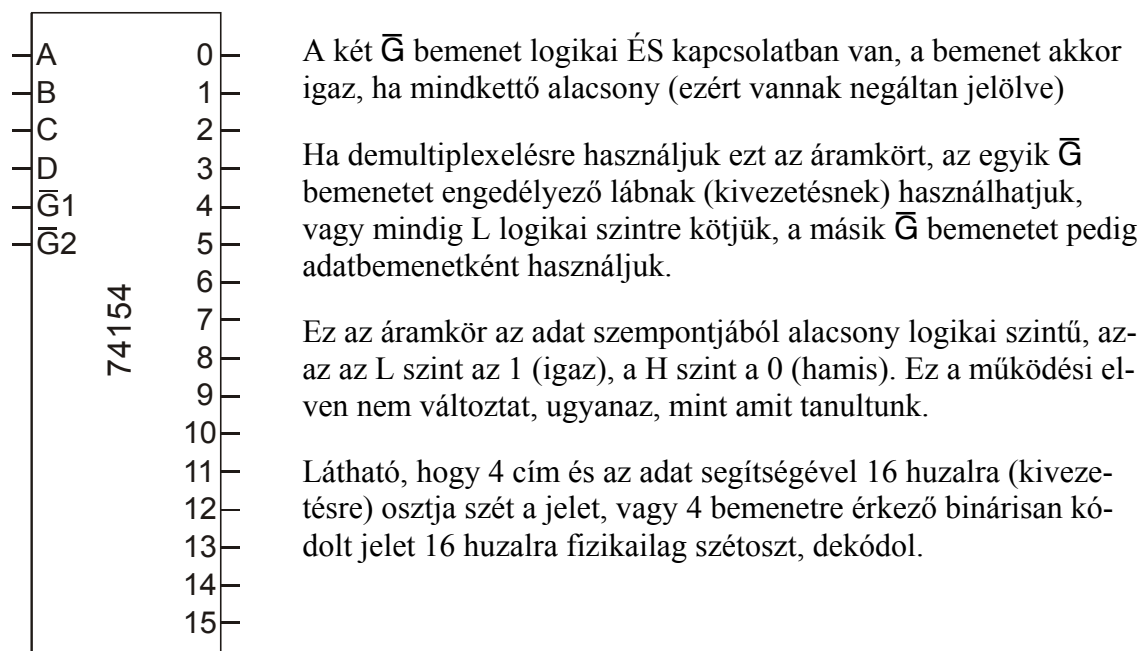 A
B
C
D
G̅1
G̅2
74154
0
1
2
3
4
5
6
7
8
9
10
11
12
13
14
15
A két G̅ bemenet logikai ÉS kapcsolatban van, a bemenet akkor
igaz, ha mindkettő alacsony (ezért vannak negáltan jelölve)
Ha demultiplexelésre használjuk ezt az áramkört, az egyik G̅
bemenetet engedélyező lábnak (kivezetésnek) használhatjuk,
vagy mindig L logikai szintre kötjük, a másik G̅ bemenetet pedig
adatbemenetként használjuk.
Ez az áramkör az adat szempontjából alacsony logikai szintű, az-
az az L szint az 1 (igaz), a H szint a 0 (hamis). Ez a működési el-
ven nem változtat, ugyanaz, mint amit tanultunk.
Látható, hogy 4 cím és az adat segítségével 16 huzalra (kiveze-
tésre) osztja szét a jelet, vagy 4 bemenetre érkező binárisan kó-
dolt jelet 16 huzalra fizikailag szétoszt, dekódol.